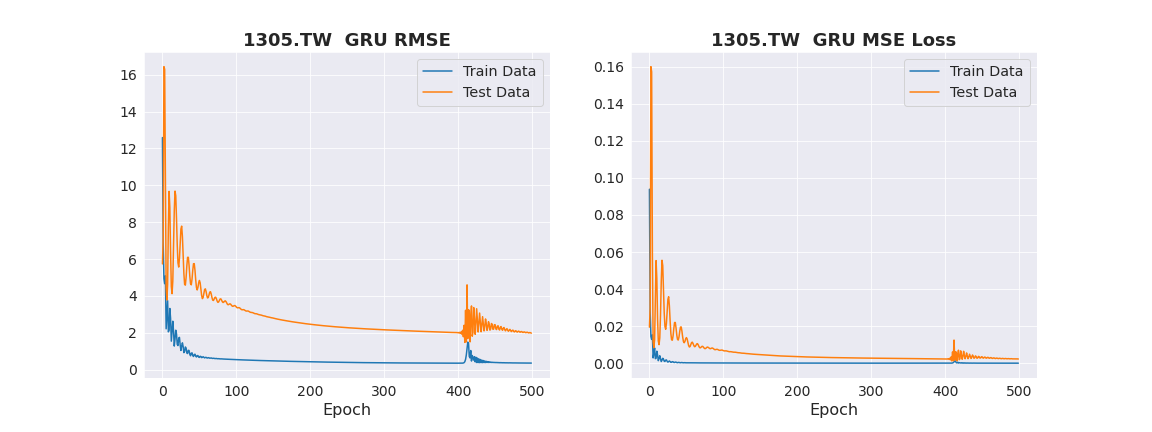 1305.TW  GRU RMSE
Train Data
Test Data
16
14
12
10
8
6
4
2
0
0 100 200 300 400 500
Epoch
1305.TW  GRU MSE Loss
Train Data
Test Data
0.16
0.14
0.12
0.10
0.08
0.06
0.04
0.02
0.00
0 100 200 300 400 500
Epoch